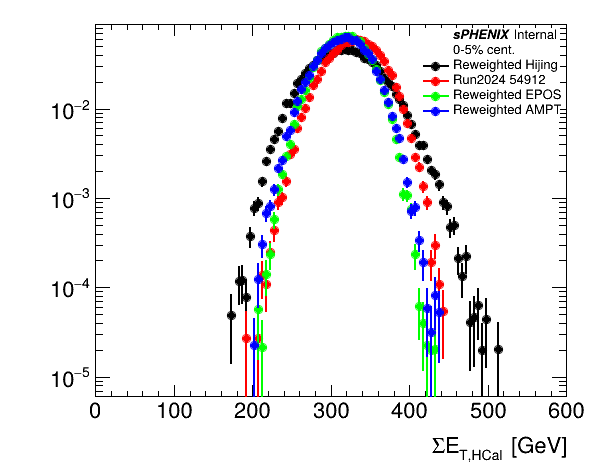 sPHENIX Internal
0-5% cent.
Reweighted Hijing
Run2024 54912
Reweighted EPOS
Reweighted AMPT
10⁻²
10⁻³
10⁻⁴
10⁻⁵
0 100 200 300 400 500 600
ΣE_T,HCal [GeV]